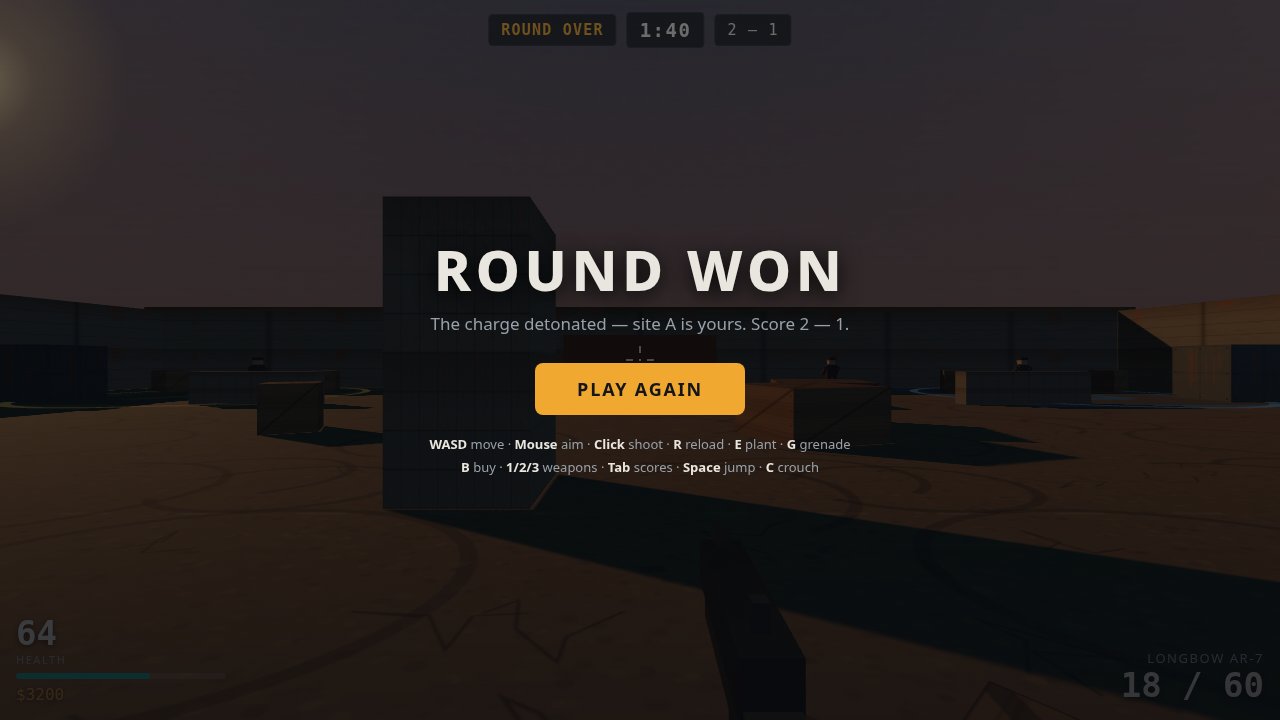 ROUND OVER
1:40
2 — 1
ROUND WON
The charge detonated — site A is yours. Score 2 — 1.
PLAY AGAIN
WASD move · Mouse aim · Click shoot · R reload · E plant · G grenade
B buy · 1/2/3 weapons · Tab scores · Space jump · C crouch
64
HEALTH
$3200
LONGBOW AR-7
18 / 60